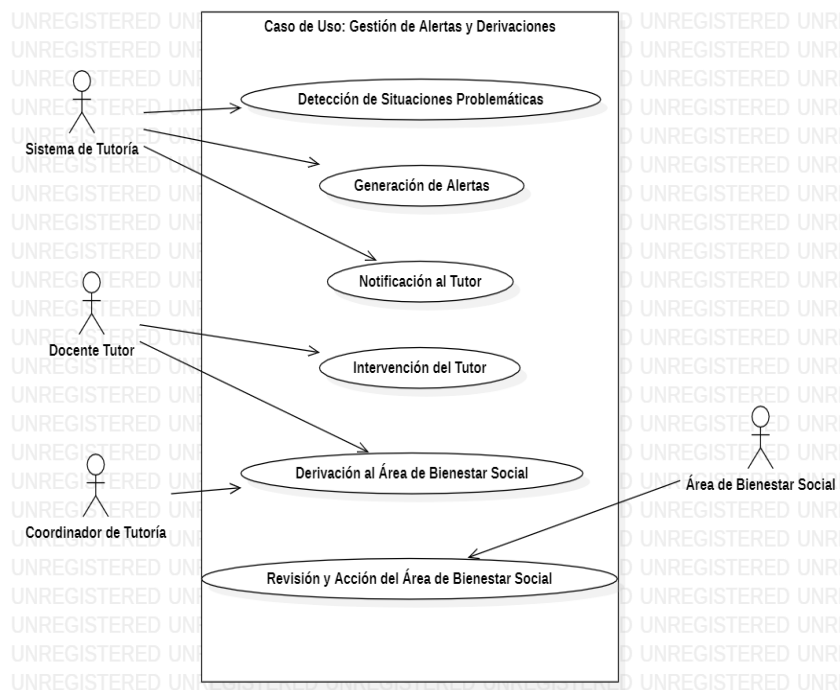 Caso de Uso: Gestión de Alertas y Derivaciones
Detección de Situaciones Problemáticas
Sistema de Tutoría
Generación de Alertas
Notificación al Tutor
Docente Tutor
Intervención del Tutor
Derivación al Área de Bienestar Social
Área de Bienestar Social
Coordinador de Tutoría
Revisión y Acción del Área de Bienestar Social
UNREGISTERED